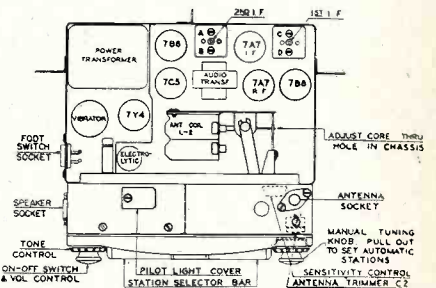 2ND I F
1ST I F
A
B
C
D
POWER
TRANSFORMER
7B6
7A7
I F
7C5
AUDIO
TRANSF
7A7
R F
7B8
VIBRATOR
7Y4
ELECTRO-
LYTIC
ANT COIL
L-2
FOOT
SWITCH
SOCKET
ADJUST CORE THRU
HOLE IN CHASSIS
SPEAKER
SOCKET
ANTENNA
SOCKET
TONE
CONTROL
ON-OFF SWITCH
& VOL CONTROL
PILOT LIGHT COVER
STATION SELECTOR BAR
MANUAL TUNING
KNOB PULL OUT
TO SET AUTOMATIC
STATIONS
SENSITIVITY CONTROL
ANTENNA TRIMMER C2